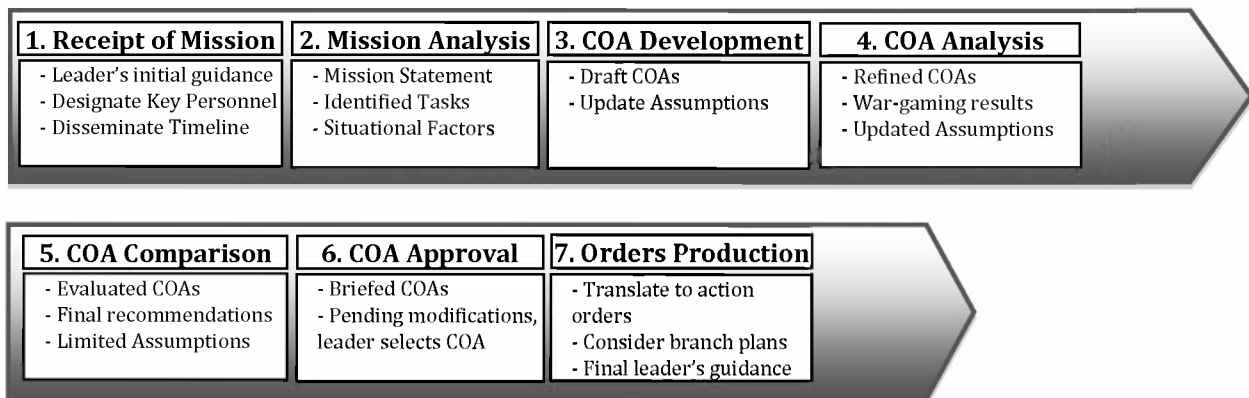 1. Receipt of Mission
- Leader's initial guidance
- Designate Key Personnel
- Disseminate Timeline
2. Mission Analysis
- Mission Statement
- Identified Tasks
- Situational Factors
3. COA Development
- Draft COAs
- Update Assumptions
4. COA Analysis
- Refined COAs
- War-gaming results
- Updated Assumptions
5. COA Comparison
- Evaluated COAs
- Final recommendations
- Limited Assumptions
6. COA Approval
- Briefed COAs
- Pending modifications,
leader selects COA
7. Orders Production
- Translate to action
orders
- Consider branch plans
- Final leader's guidance